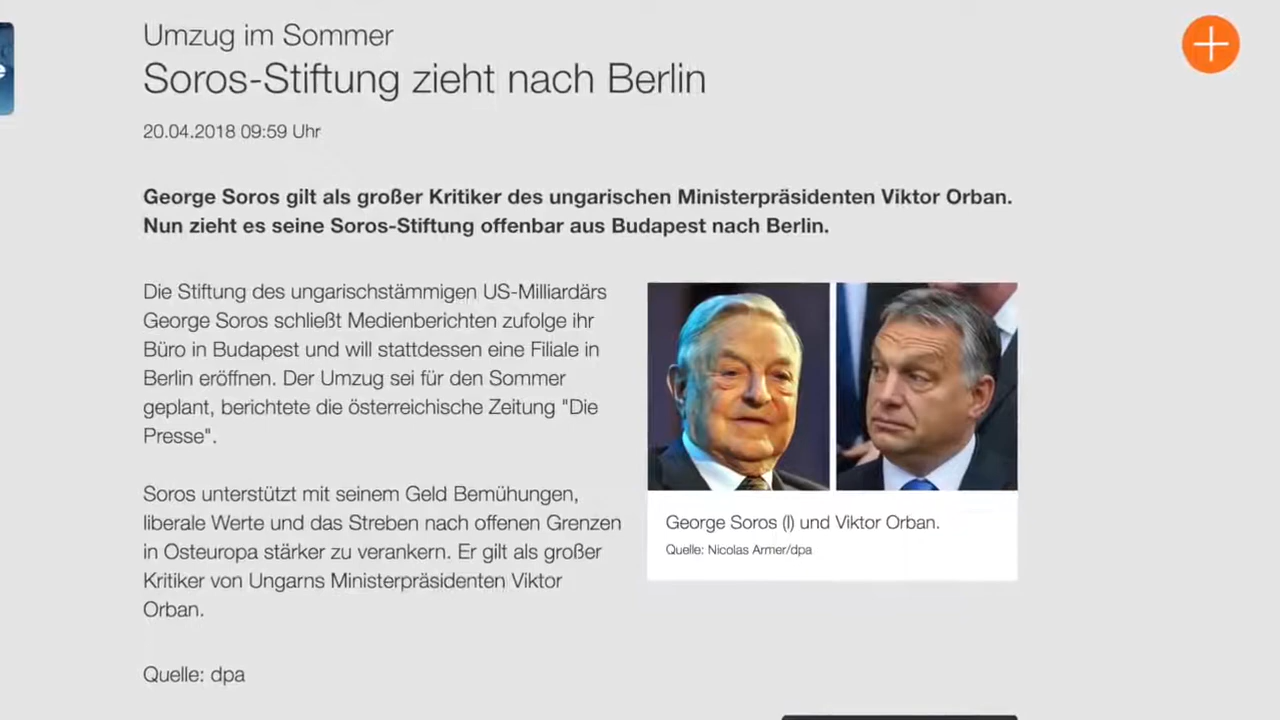 Umzug im Sommer
Soros-Stiftung zieht nach Berlin
20.04.2018 09:59 Uhr
George Soros gilt als großer Kritiker des ungarischen Ministerpräsidenten Viktor Orban.
Nun zieht es seine Soros-Stiftung offenbar aus Budapest nach Berlin.
Die Stiftung des ungarischstämmigen US-Milliardärs
George Soros schließt Medienberichten zufolge ihr
Büro in Budapest und will stattdessen eine Filiale in
Berlin eröffnen. Der Umzug sei für den Sommer
geplant, berichtete die österreichische Zeitung "Die
Presse".
Soros unterstützt mit seinem Geld Bemühungen,
liberale Werte und das Streben nach offenen Grenzen
in Osteuropa stärker zu verankern. Er gilt als großer
Kritiker von Ungarns Ministerpräsidenten Viktor
Orban.
Quelle: dpa
George Soros (l) und Viktor Orban.
Quelle: Nicolas Armer/dpa